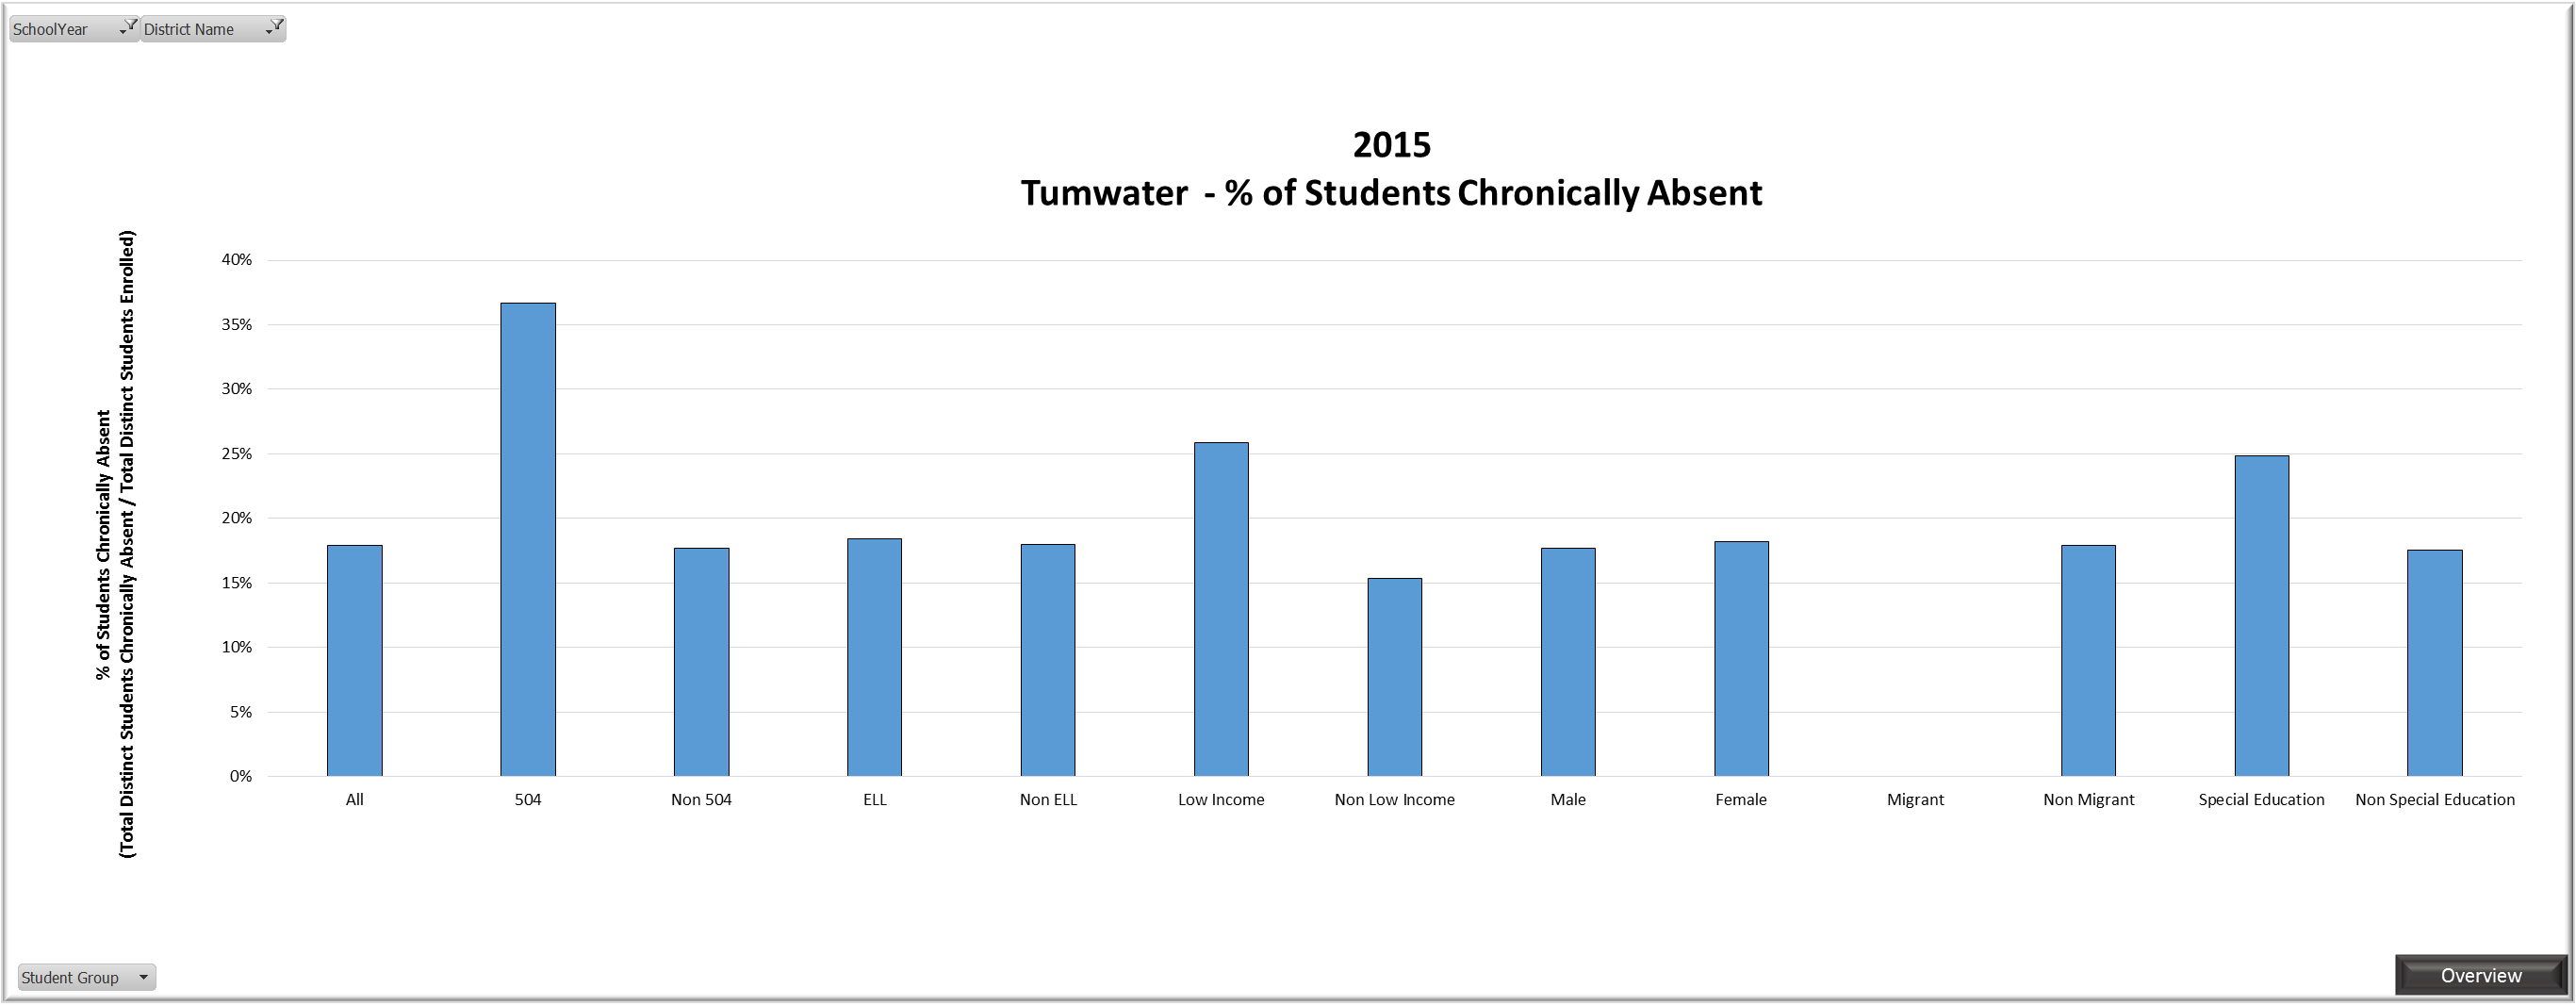 SchoolYear District Name
2015
Tumwater - % of Students Chronically Absent
% of Students Chronically Absent
(Total Distinct Students Chronically Absent / Total Distinct Students Enrolled)
40%
35%
30%
25%
20%
15%
10%
5%
0%
All 504 Non 504 ELL Non ELL Low Income Non Low Income Male Female Migrant Non Migrant Special Education Non Special Education
Student Group
Overview